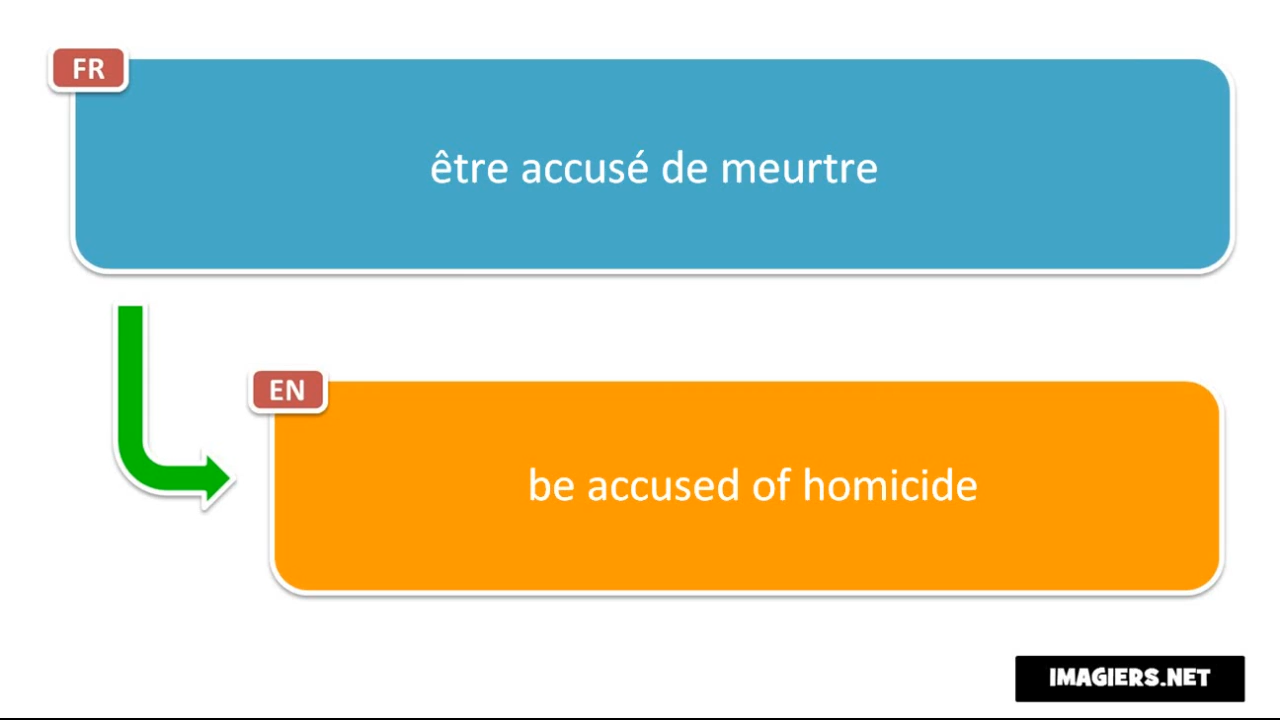 FR
être accusé de meurtre
EN
be accused of homicide
IMAGIERS.NET